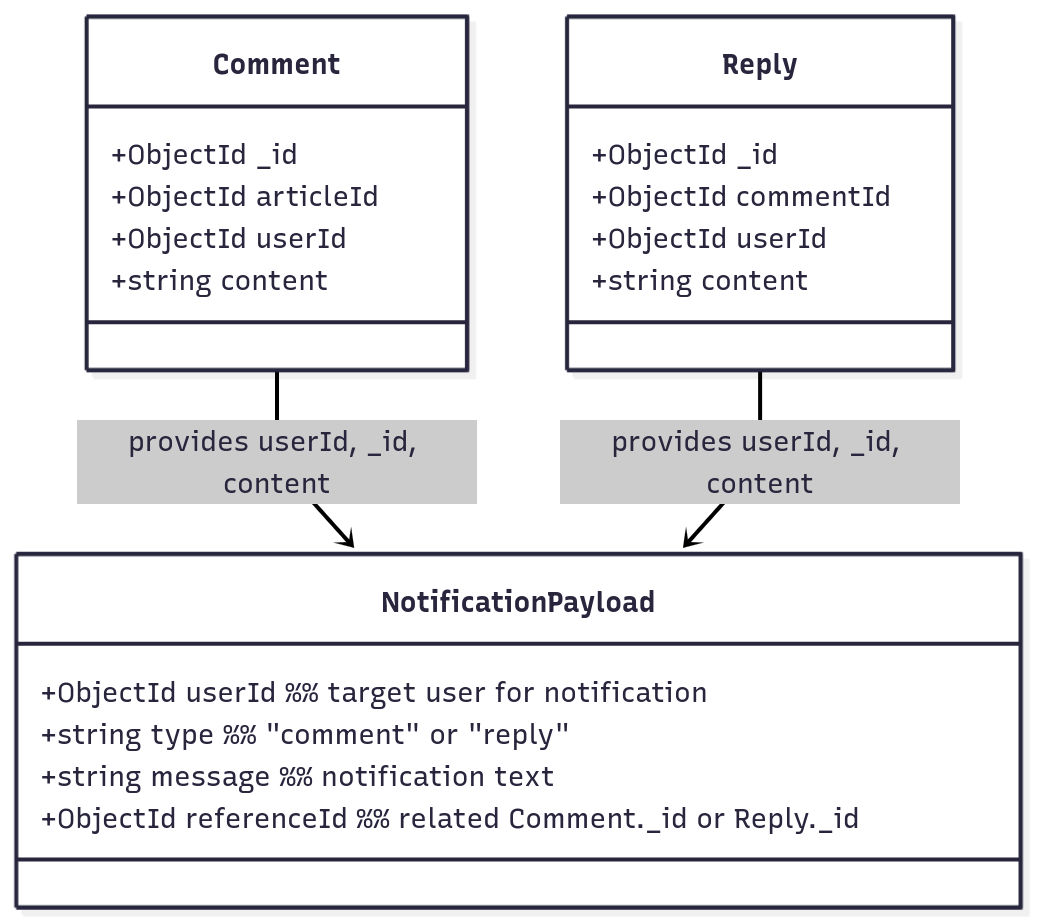 Comment
+ObjectId _id
+ObjectId articleId
+ObjectId userId
+string content
Reply
+ObjectId _id
+ObjectId commentId
+ObjectId userId
+string content
provides userId, _id,
content
provides userId, _id,
content
NotificationPayload
+ObjectId userId %% target user for notification
+string type %% "comment" or "reply"
+string message %% notification text
+ObjectId referenceId %% related Comment._id or Reply._id